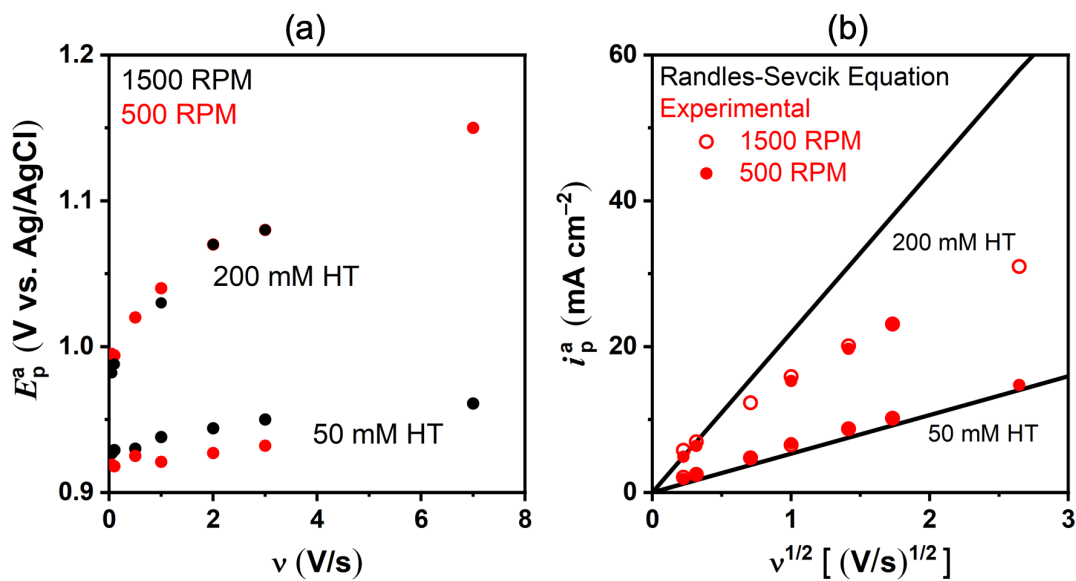 (a)
1.2
1.1
1.0
0.9
E_p^a (V vs. Ag/AgCl)
1500 RPM
500 RPM
200 mM HT
50 mM HT
0 2 4 6 8
ν (V/s)
(b)
60
40
20
0
i_p^a (mA cm⁻²)
Randles-Sevcik Equation
Experimental
1500 RPM
500 RPM
200 mM HT
50 mM HT
0 1 2 3
ν^1/2 [ (V/s)^1/2 ]